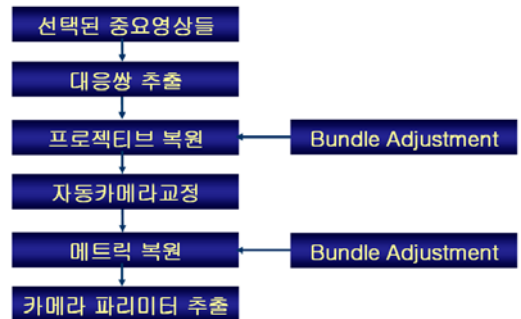 선택된 중요영상들
대응쌍 추출
프로젝티브 복원
Bundle Adjustment
자동카메라교정
메트릭 복원
Bundle Adjustment
카메라 파리미터 추출